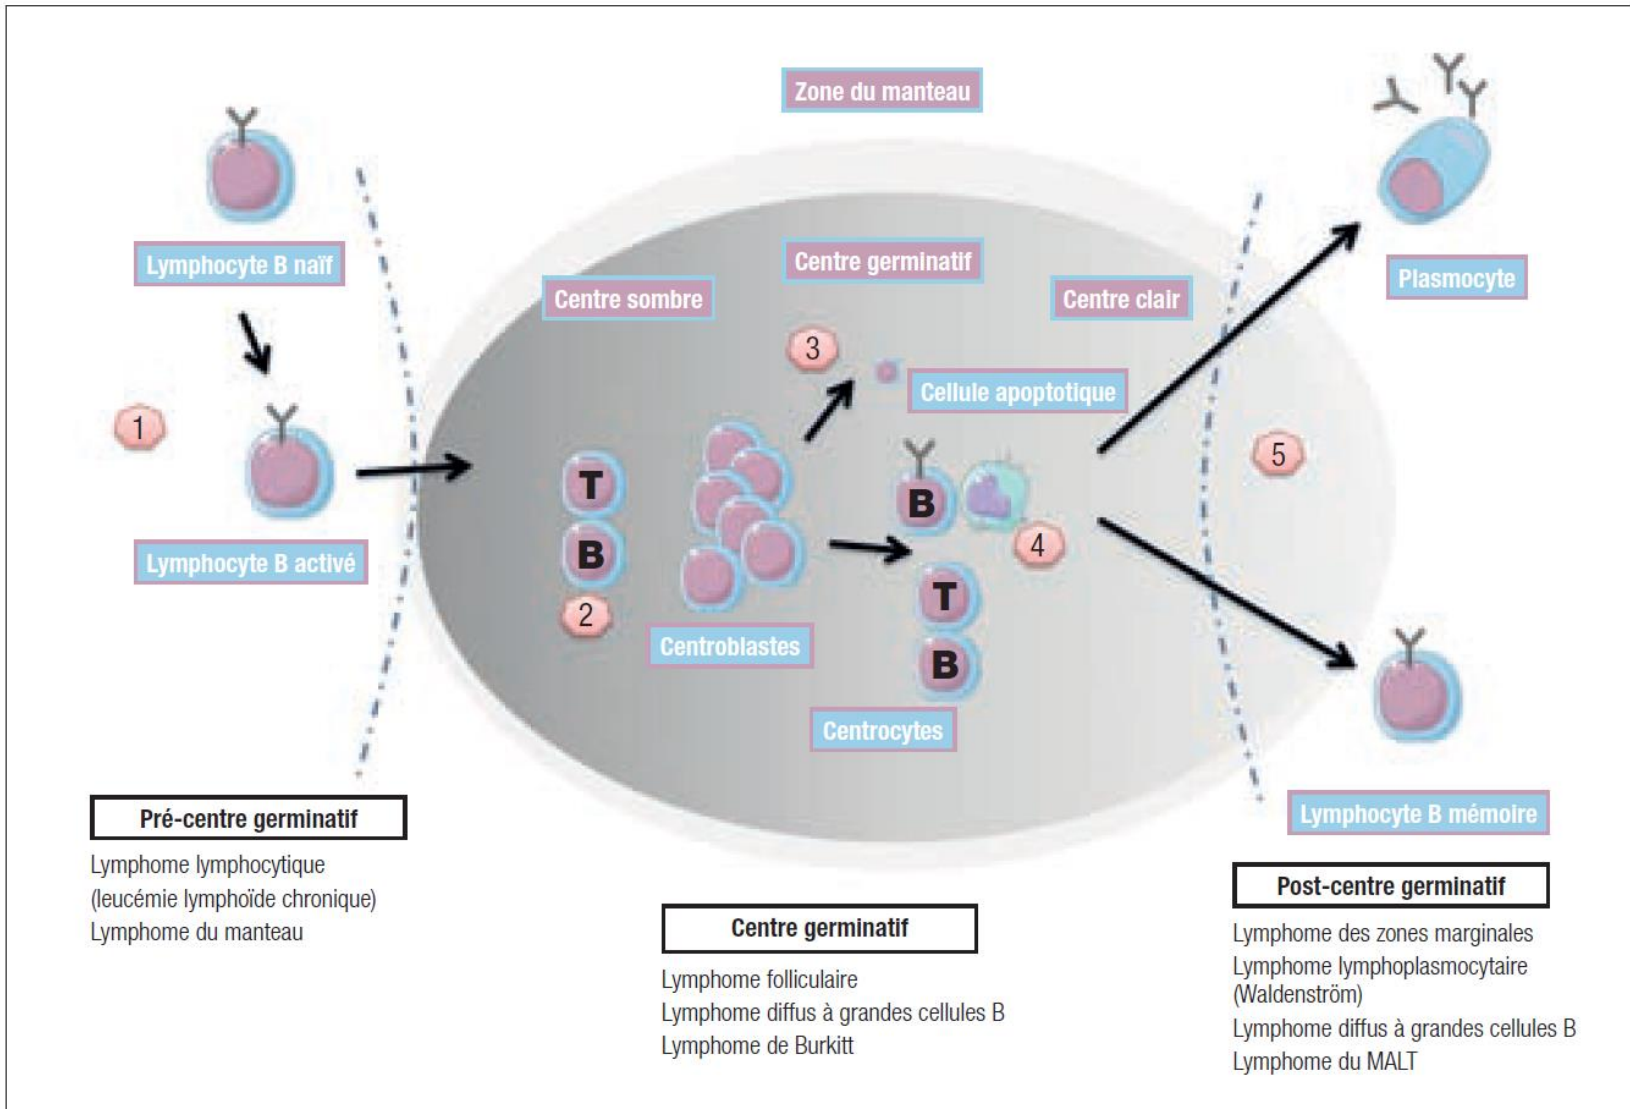 Zone du manteau
Lymphocyte B naïf
Centre sombre
Centre germinatif
Centre clair
Plasmocyte
1
3
Cellule apoptotique
T
B
2
B
4
5
T
B
Lymphocyte B activé
Centroblastes
Centrocytes
Lymphocyte B mémoire
Pré-centre germinatif
Lymphome lymphocytique
(leucémie lymphoïde chronique)
Lymphome du manteau
Centre germinatif
Lymphome folliculaire
Lymphome diffus à grandes cellules B
Lymphome de Burkitt
Post-centre germinatif
Lymphome des zones marginales
Lymphome lymphoplasmocytaire
(Waldenström)
Lymphome diffus à grandes cellules B
Lymphome du MALT